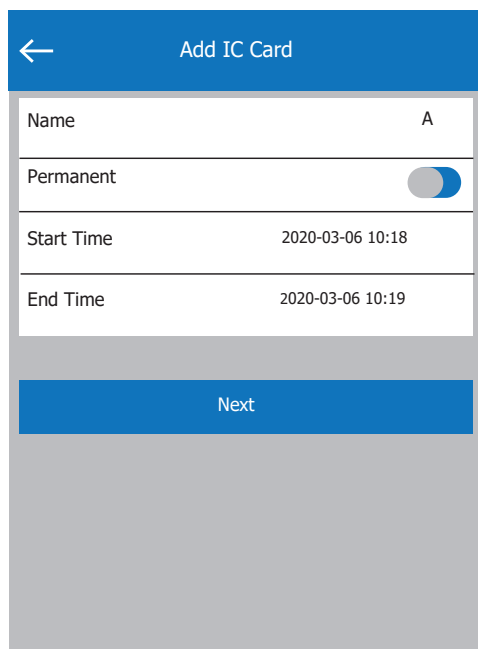 Add IC Card
Name A
Permanent
Start Time 2020-03-06 10:18
End Time 2020-03-06 10:19
Next